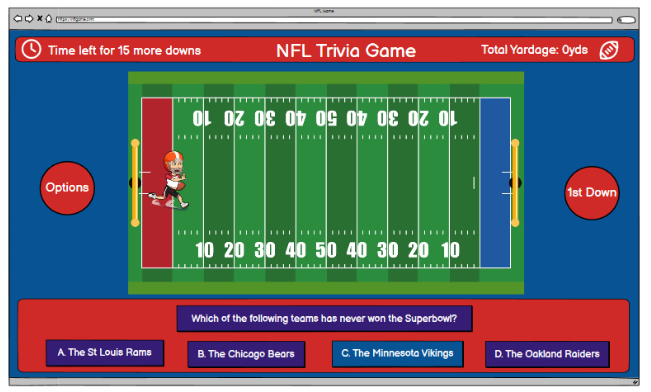 NFL Game
Time left for 15 more downs
NFL Trivia Game
Total Yardage: 0yds
10 20 30 40 50 40 30 20 10
Options
1st Down
10 20 30 40 50 40 30 20 10
Which of the following teams has never won the Superbowl?
A. The St Louis Rams
B. The Chicago Bears
C. The Minnesota Vikings
D. The Oakland Raiders